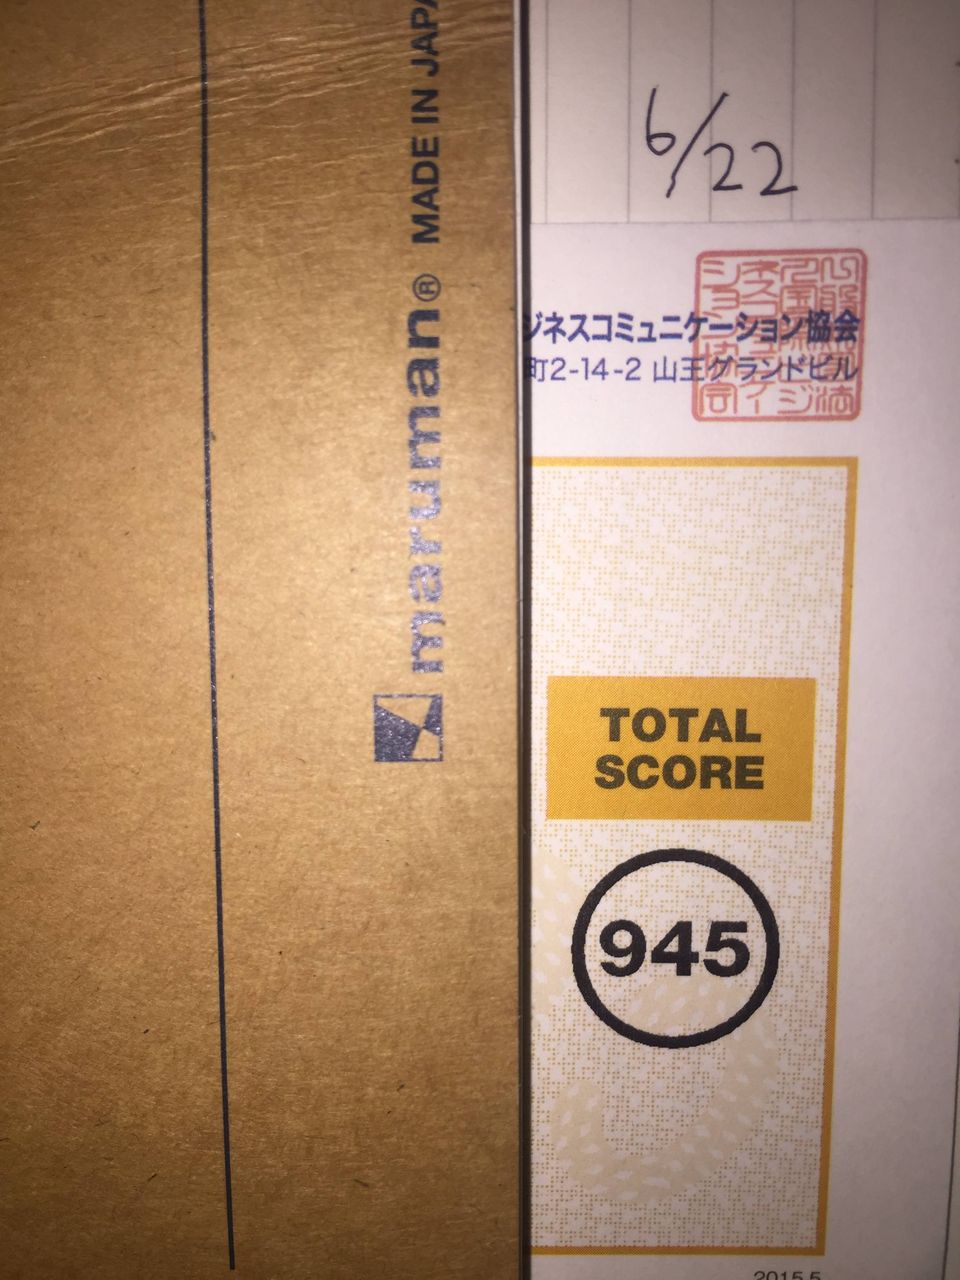 maruman® MADE IN JAPA
6/22
ジネスコミュニケーション協会
町2-14-2 山王グランドビル
TOTAL
SCORE
945
2015.5